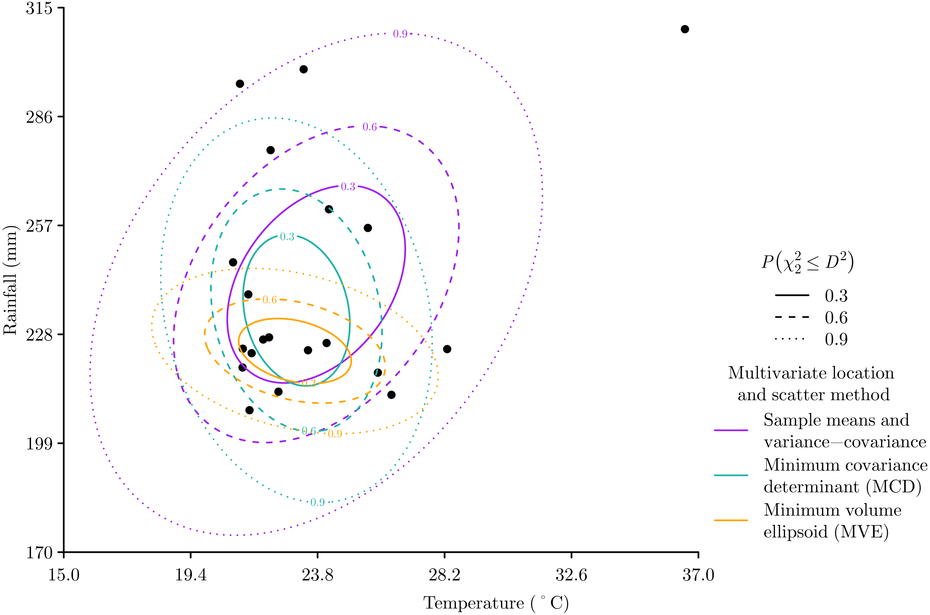 315
286
257
228
199
170
Rainfall (mm)
15.0 19.4 23.8 28.2 32.6 37.0
Temperature (°C)
0.9
0.6
0.3
0.3
0.6
0.6
0.9
0.9
P(χ²₂ ≤ D²)
0.3
0.6
0.9
Multivariate location
and scatter method
Sample means and
variance−covariance
Minimum covariance
determinant (MCD)
Minimum volume
ellipsoid (MVE)